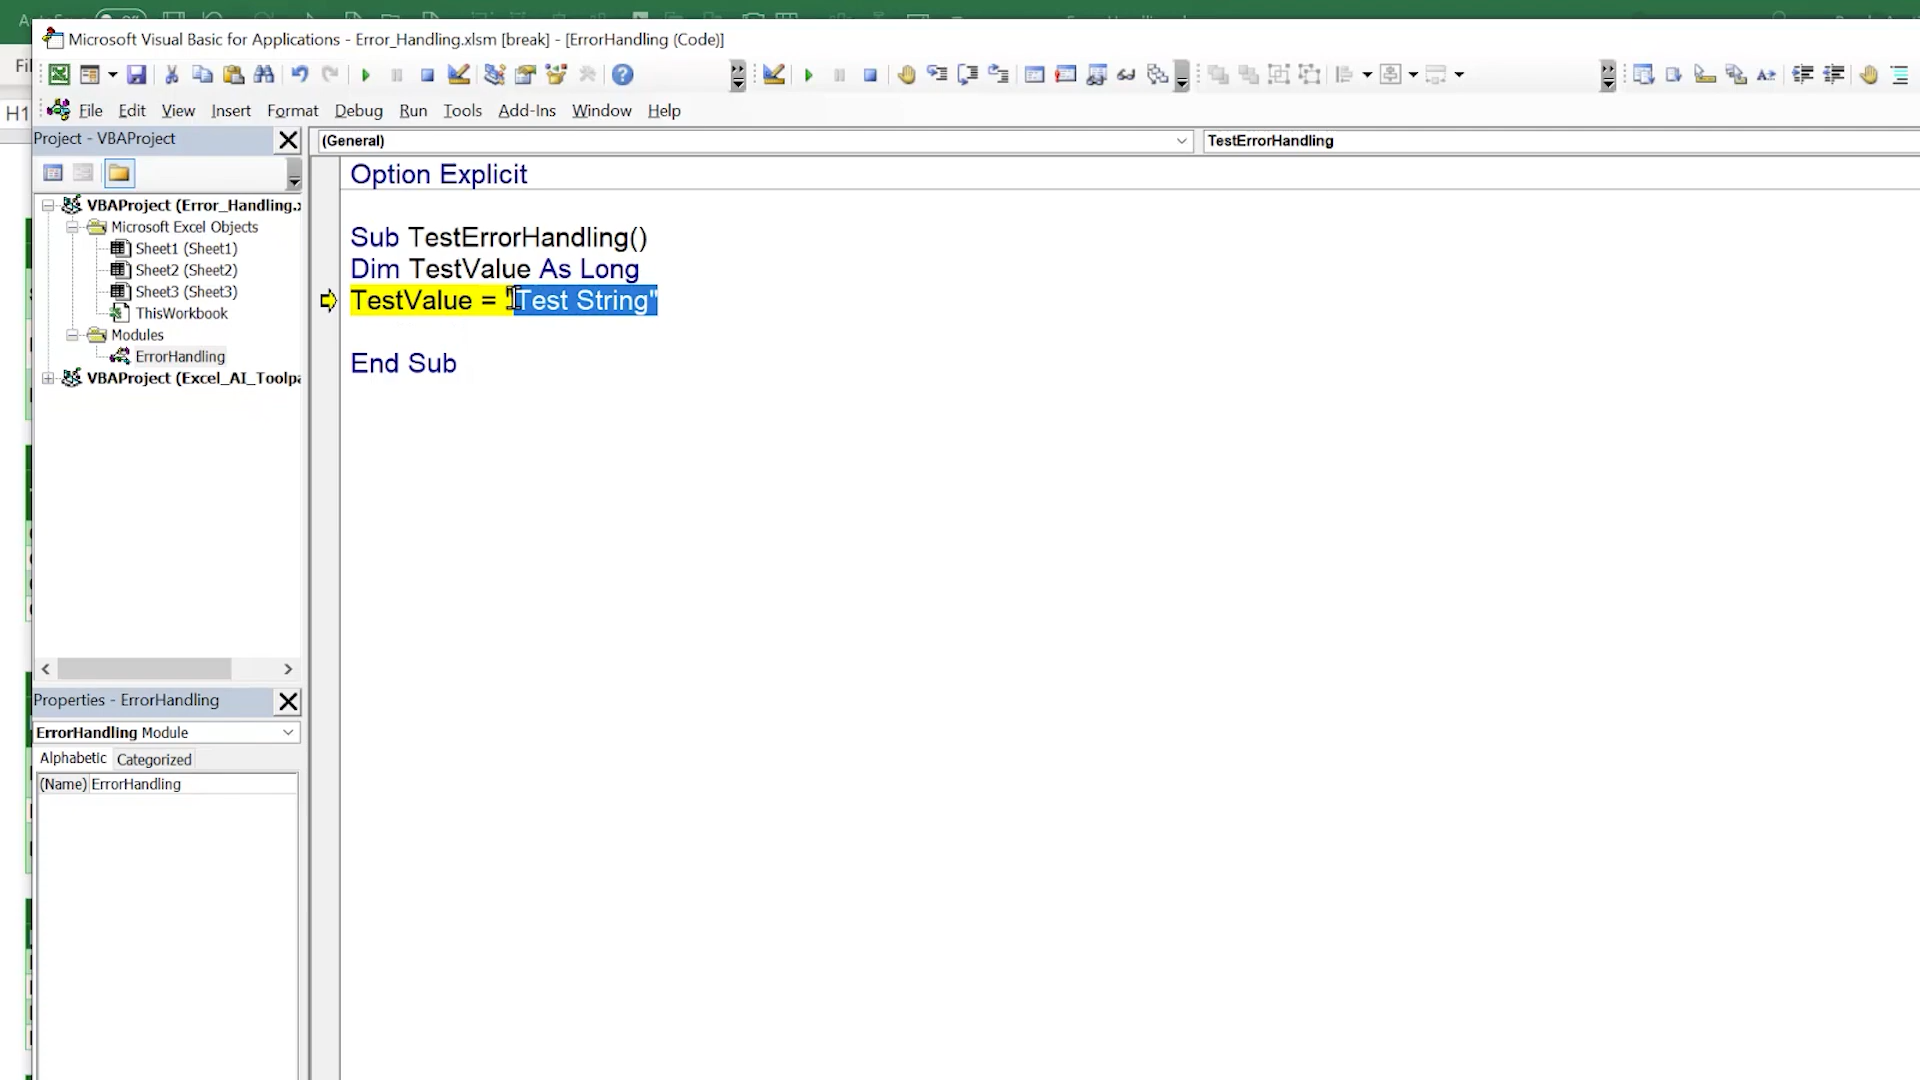 Microsoft Visual Basic for Applications - Error_Handling.xlsm [break] - [ErrorHandling (Code)]
File Edit View Insert Format Debug Run Tools Add-Ins Window Help
H1
Project - VBAProject
(General)
TestErrorHandling
VBAProject (Error_Handling.x
Microsoft Excel Objects
Sheet1 (Sheet1)
Sheet2 (Sheet2)
Sheet3 (Sheet3)
ThisWorkbook
Modules
ErrorHandling
VBAProject (Excel_AI_Toolpa
Option Explicit
Sub TestErrorHandling()
Dim TestValue As Long
TestValue = "Test String"
End Sub
Properties - ErrorHandling
ErrorHandling Module
Alphabetic Categorized
(Name) ErrorHandling